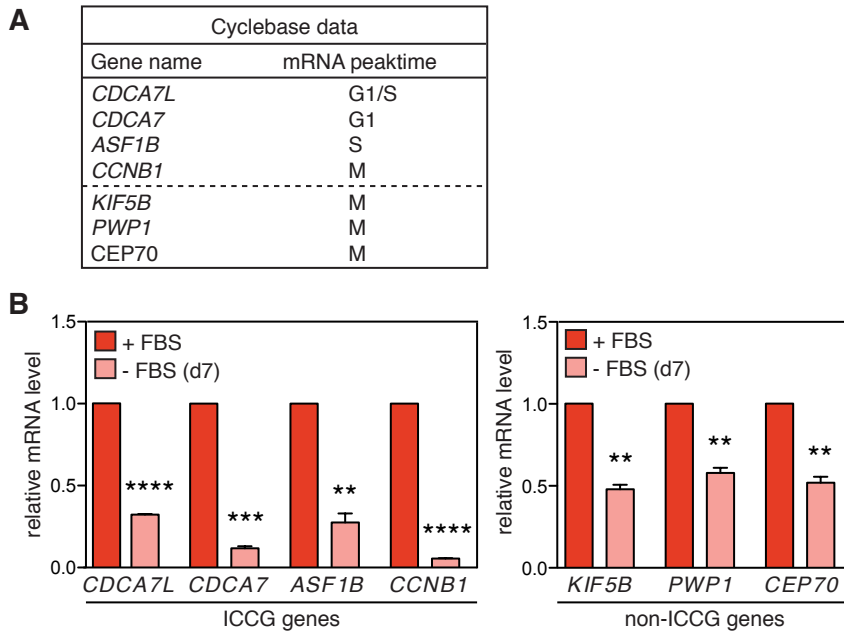 A
Cyclebase data
Gene name mRNA peaktime
CDCA7L G1/S
CDCA7 G1
ASF1B S
CCNB1 M
KIF5B M
PWP1 M
CEP70 M
B
1.5
1.0
0.5
0.0
relative mRNA level
+ FBS
- FBS (d7)
**** *** ** ****
CDCA7L CDCA7 ASF1B CCNB1
ICCG genes
1.5
1.0
0.5
0.0
relative mRNA level
+ FBS
- FBS (d7)
** ** **
KIF5B PWP1 CEP70
non-ICCG genes